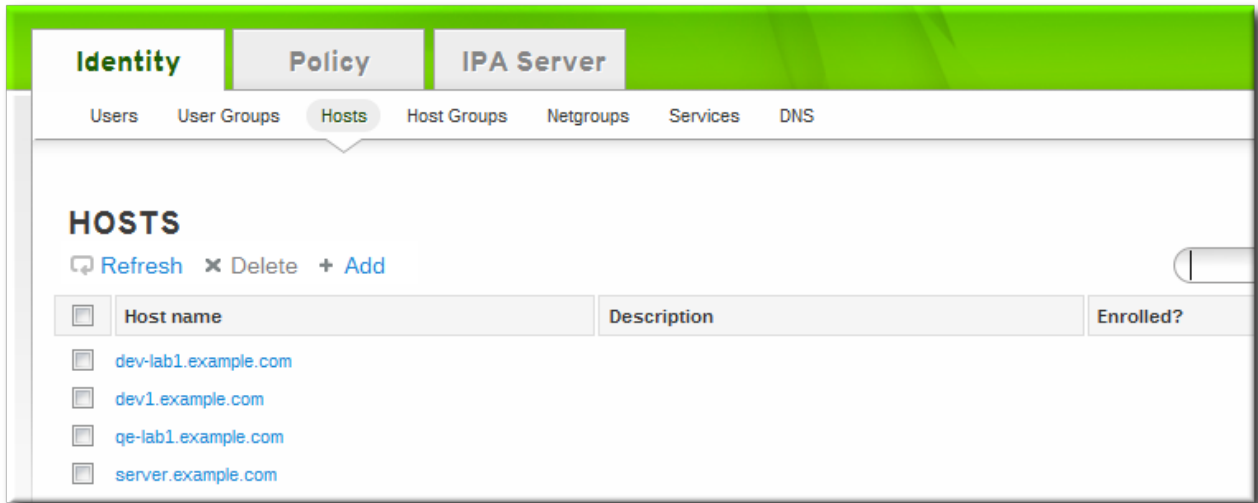 Identity Policy IPA Server
Users User Groups Hosts Host Groups Netgroups Services DNS
HOSTS
Refresh Delete + Add
Host name Description Enrolled?
dev-lab1.example.com
dev1.example.com
qe-lab1.example.com
server.example.com